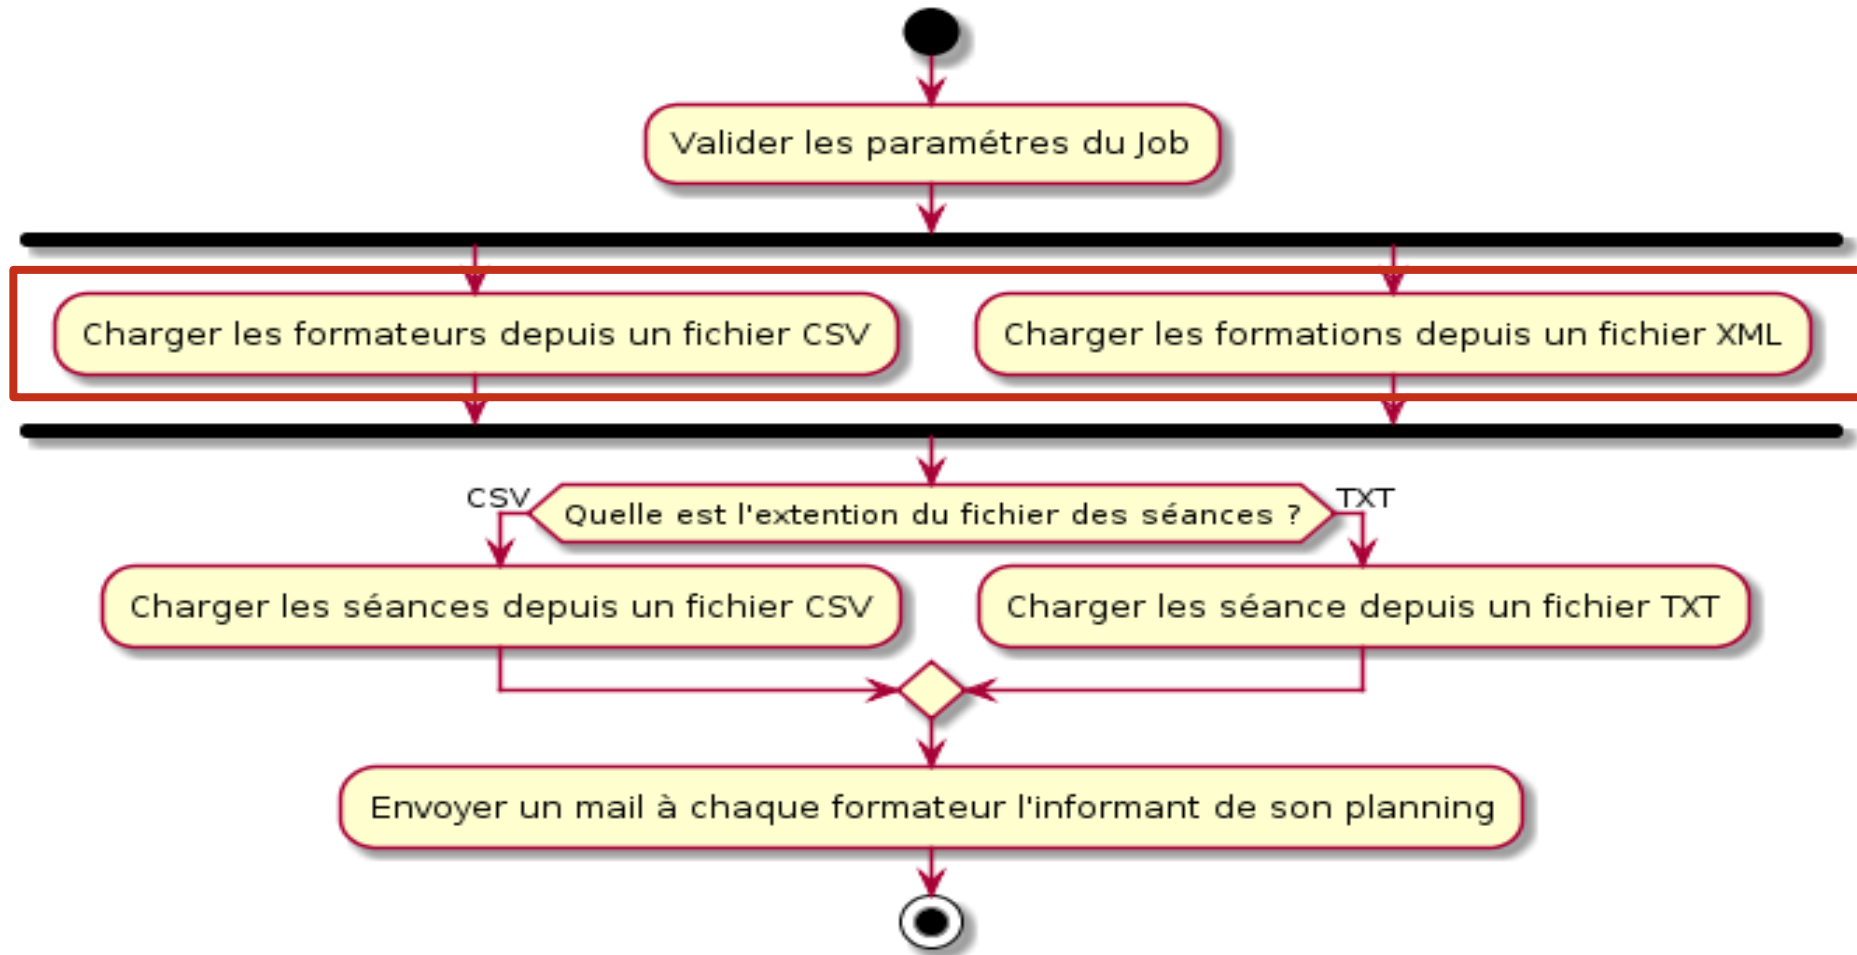 Valider les paramétres du Job
Charger les formateurs depuis un fichier CSV
Charger les formations depuis un fichier XML
CSV
Quelle est l'extention du fichier des séances ?
TXT
Charger les séances depuis un fichier CSV
Charger les séance depuis un fichier TXT
Envoyer un mail à chaque formateur l'informant de son planning